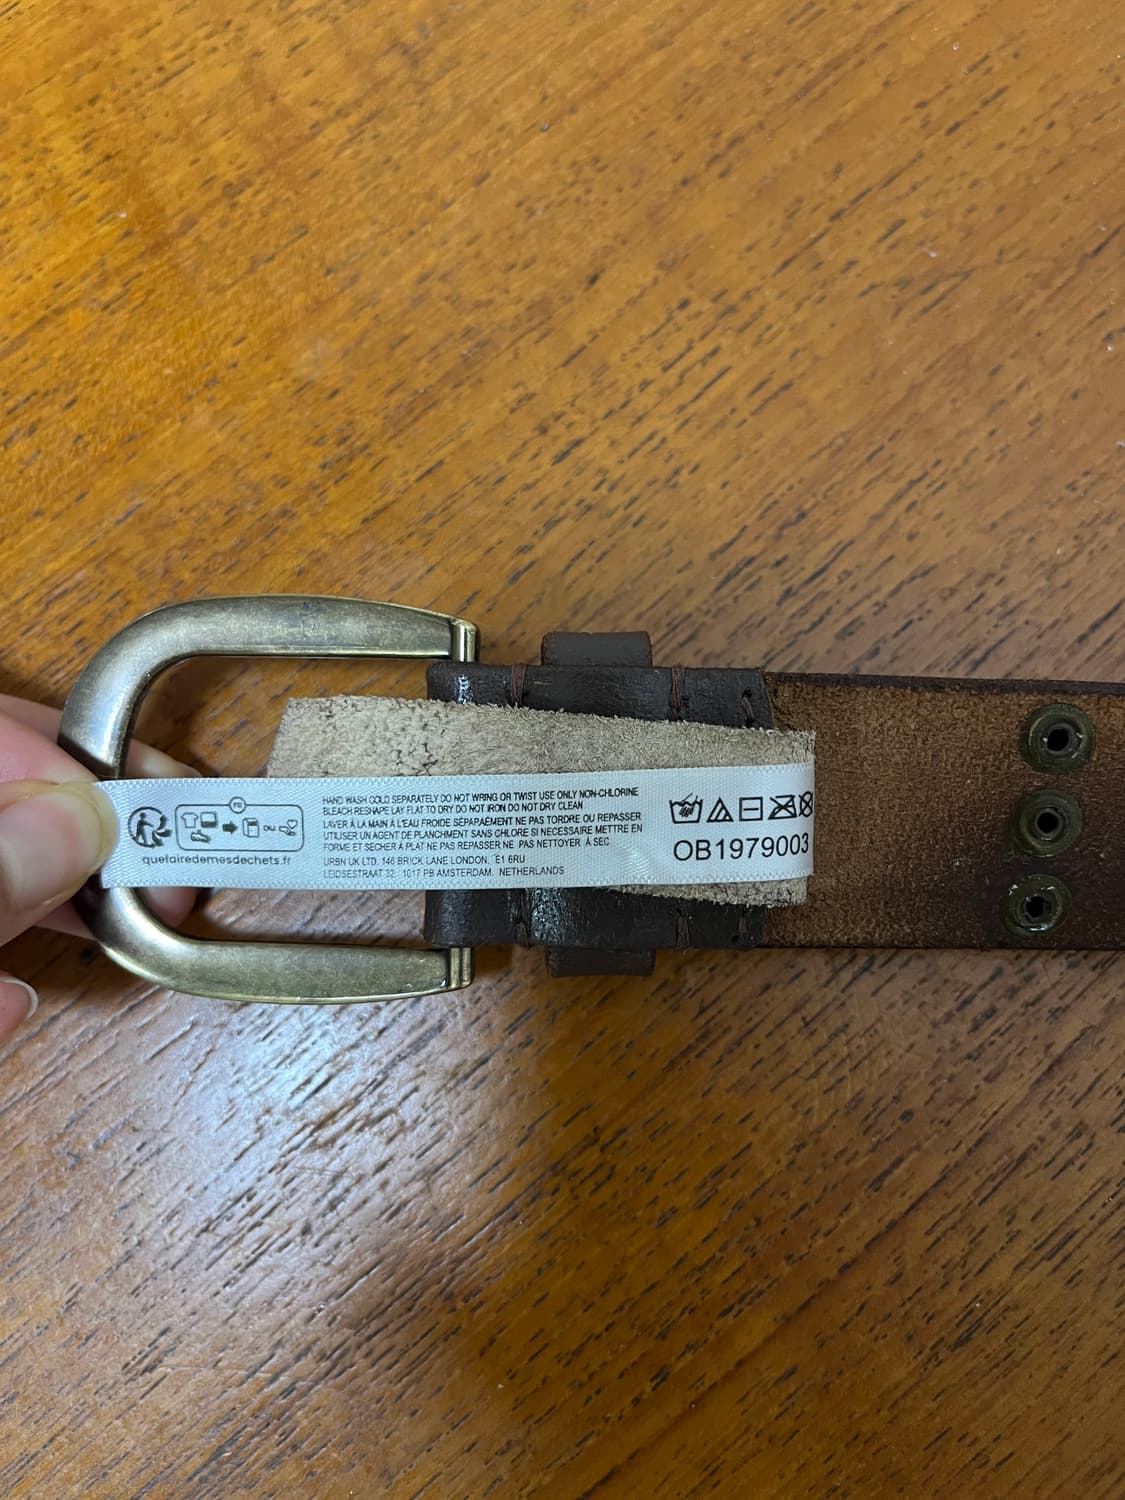 FR
OU
quefairedemesdechets.fr
HAND WASH COLD SEPARATELY DO NOT WRING OR TWIST USE ONLY NON-CHLORINE
BLEACH RESHAPE LAY FLAT TO DRY DO NOT IRON DO NOT DRY CLEAN
LAVER À LA MAIN À L'EAU FROIDE SÉPARAÉMENT NE PAS TORDRE OU REPASSER
UTILISER UN AGENT DE PLANCHMENT SANS CHLORE SI NECESSAIRE METTRE EN
FORME ET SECHER À PLAT NE PAS REPASSER NE PAS NETTOYER À SEC
URBN UK LTD. 146 BRICK LANE LONDON, E1 6RU
LEIDSESTRAAT 32, 1017 PB AMSTERDAM, NETHERLANDS
OB1979003